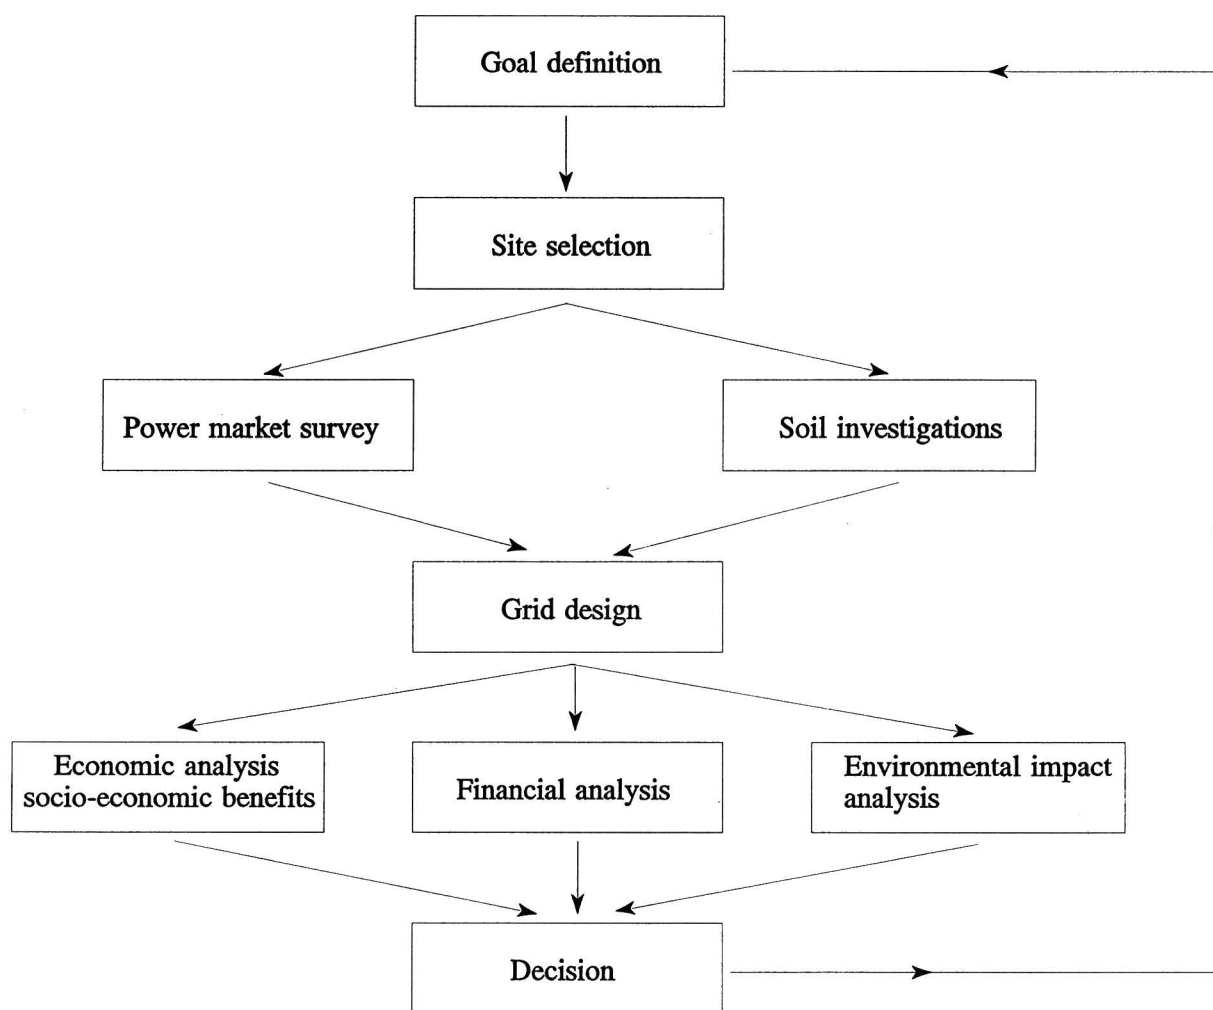 Goal definition
Site selection
Power market survey
Soil investigations
Grid design
Economic analysis
socio-economic benefits
Financial analysis
Environmental impact
analysis
Decision